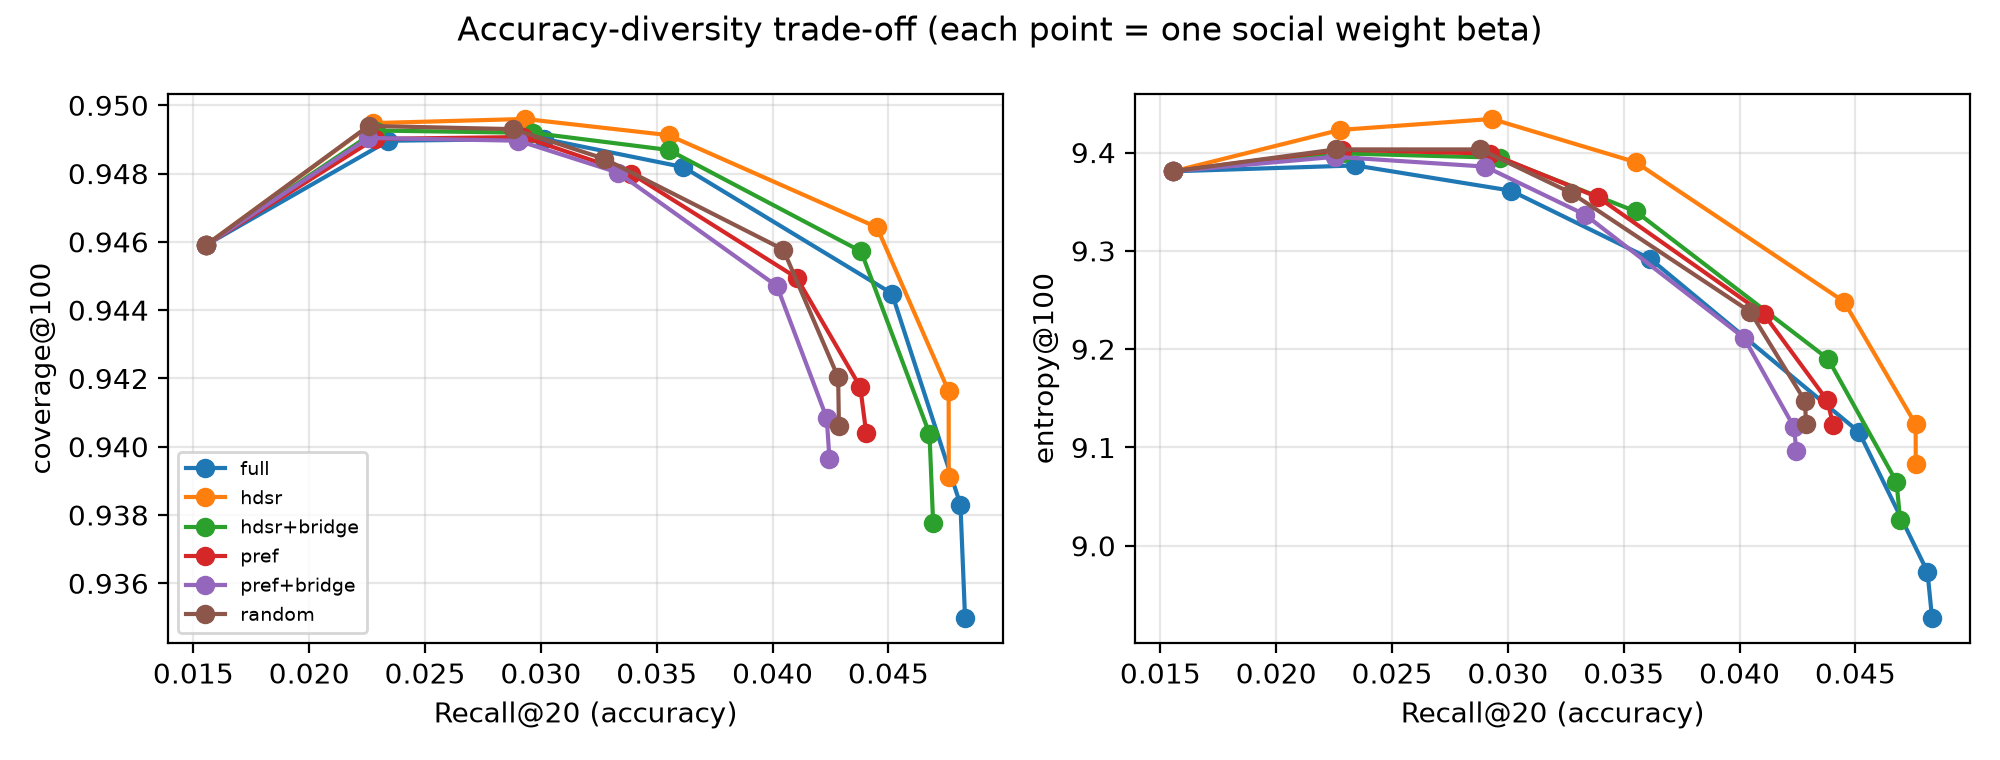 Accuracy-diversity trade-off (each point = one social weight beta)
coverage@100
0.950
0.948
0.946
0.944
0.942
0.940
0.938
0.936
full
hdsr
hdsr+bridge
pref
pref+bridge
random
0.015 0.020 0.025 0.030 0.035 0.040 0.045
Recall@20 (accuracy)
entropy@100
9.4
9.3
9.2
9.1
9.0
0.015 0.020 0.025 0.030 0.035 0.040 0.045
Recall@20 (accuracy)